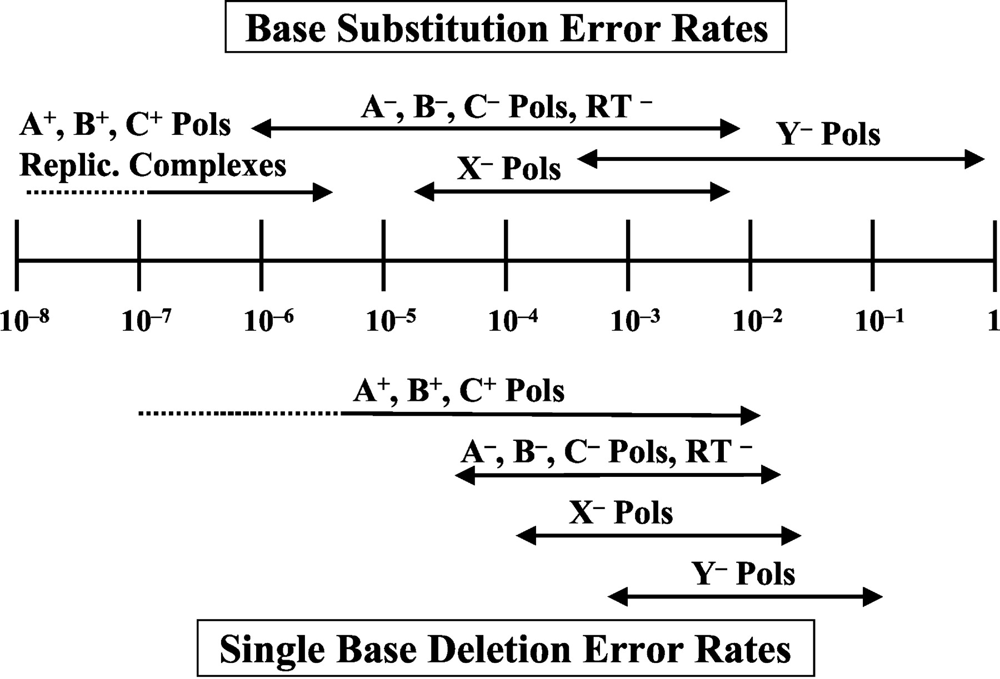 Base Substitution Error Rates
A⁻, B⁻, C⁻ Pols, RT ⁻
A⁺, B⁺, C⁺ Pols
Replic. Complexes
Y⁻ Pols
X⁻ Pols
10⁻⁸ 10⁻⁷ 10⁻⁶ 10⁻⁵ 10⁻⁴ 10⁻³ 10⁻² 10⁻¹ 1
A⁺, B⁺, C⁺ Pols
A⁻, B⁻, C⁻ Pols, RT ⁻
X⁻ Pols
Y⁻ Pols
Single Base Deletion Error Rates